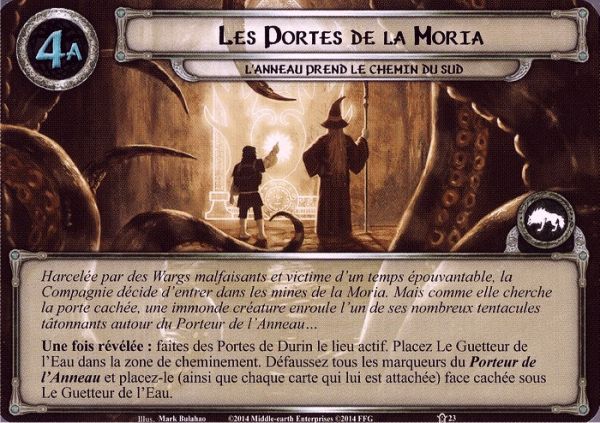 4A
Les Portes de la Moria
L'anneau prend le chemin du sud
Harcelée par des Wargs malfaisants et victime d'un temps épouvantable, la
Compagnie décide d'entrer dans les mines de la Moria. Mais comme elle cherche
la porte cachée, une immonde créature enroule l'un de ses nombreux tentacules
tâtonnants autour du Porteur de l'Anneau…
Une fois révélée : faites des Portes de Durin le lieu actif. Placez Le Guetteur de
l'Eau dans la zone de cheminement. Défaussez tous les marqueurs du Porteur de
l'Anneau et placez-le (ainsi que chaque carte qui lui est attachée) face cachée sous
Le Guetteur de l'Eau.
Illus. Mark Bulahao ©2014 Middle-earth Enterprises ©2014 FFG 23